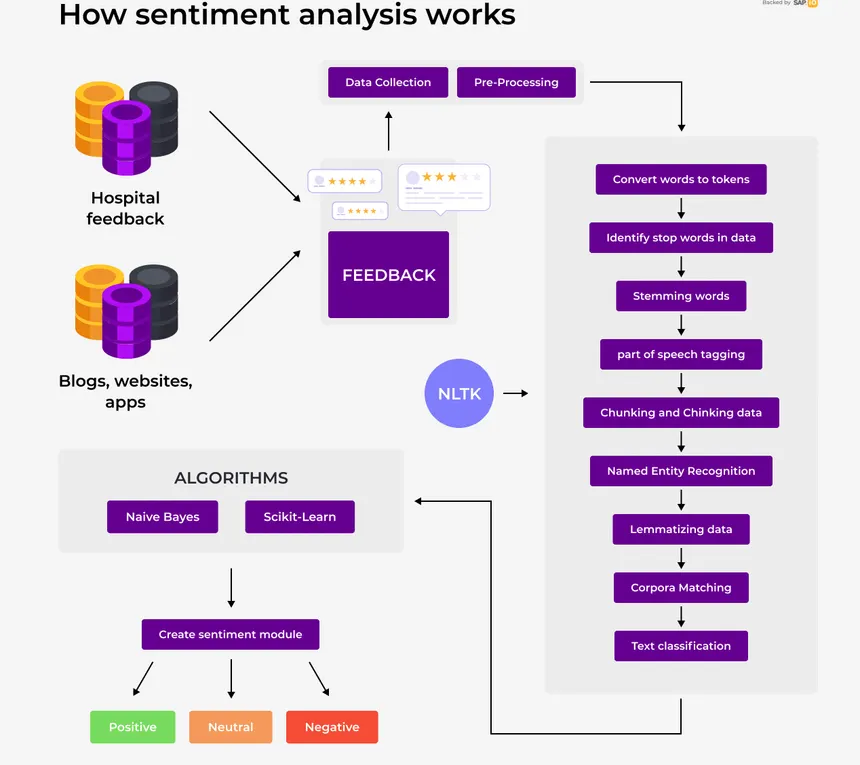 How sentiment analysis works
Backed by SAP iO
Data Collection
Pre-Processing
Hospital
feedback
FEEDBACK
Blogs, websites,
apps
Convert words to tokens
Identify stop words in data
Stemming words
part of speech tagging
Chunking and Chinking data
Named Entity Recognition
Lemmatizing data
Corpora Matching
Text classification
NLTK
ALGORITHMS
Naive Bayes
Scikit-Learn
Create sentiment module
Positive
Neutral
Negative